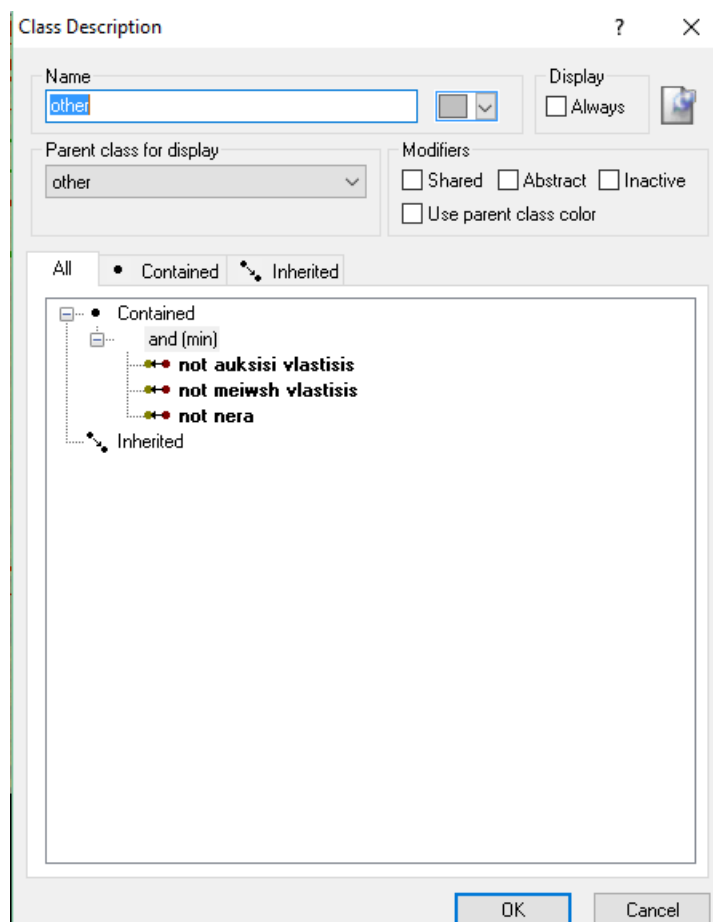 Class Description ?
Name
other
Display
Always
Parent class for display
other
Modifiers
Shared Abstract Inactive
Use parent class color
All Contained Inherited
Contained
and (min)
not auksisi vlastisis
not meiwsh vlastisis
not nera
Inherited
OK Cancel